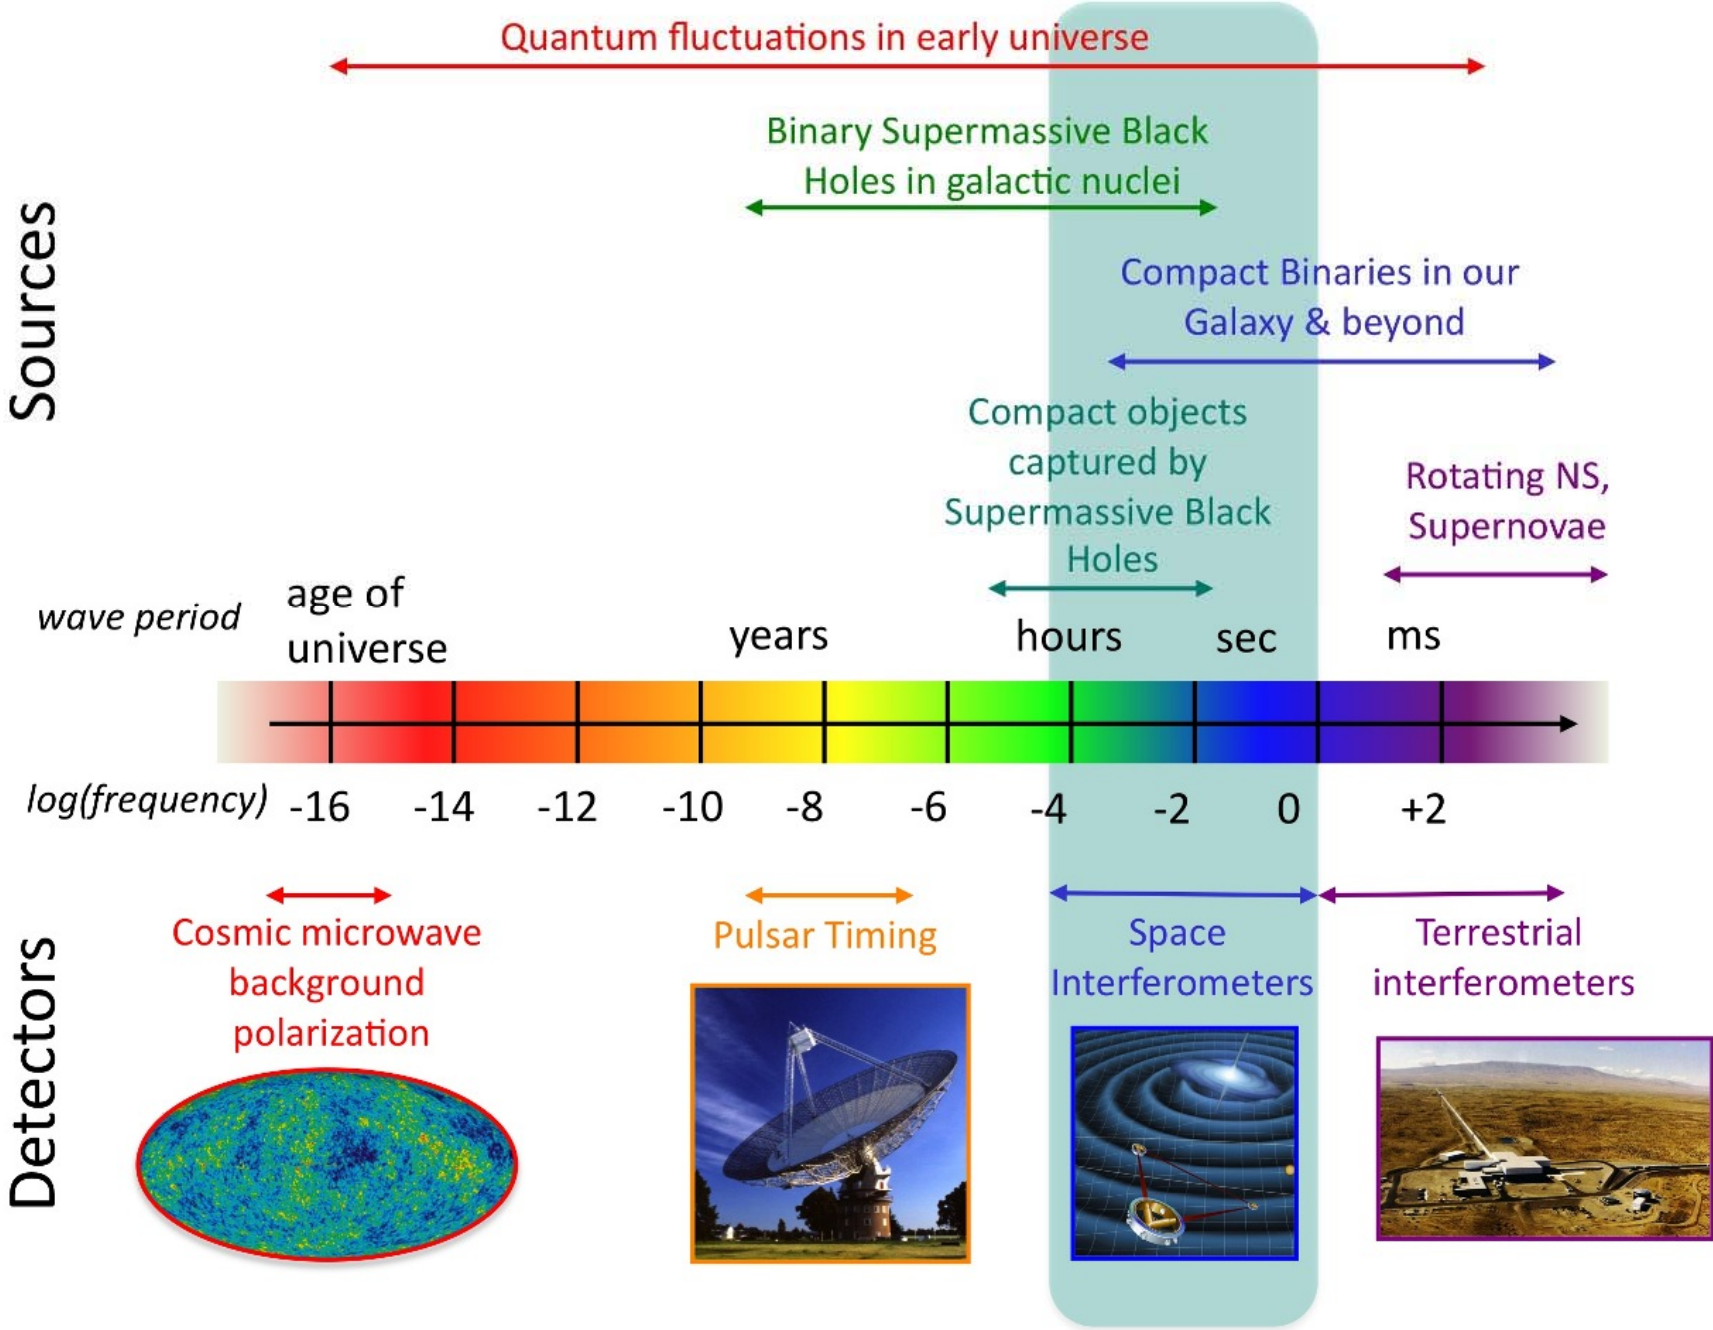 Quantum fluctuations in early universe
Binary Supermassive Black
Holes in galactic nuclei
Compact Binaries in our
Galaxy & beyond
Compact objects
captured by
Supermassive Black
Holes
Rotating NS,
Supernovae
Sources
wave period
age of
universe
years
hours
sec
ms
log(frequency)
-16
-14
-12
-10
-8
-6
-4
-2
0
+2
Detectors
Cosmic microwave
background
polarization
Pulsar Timing
Space
Interferometers
Terrestrial
interferometers